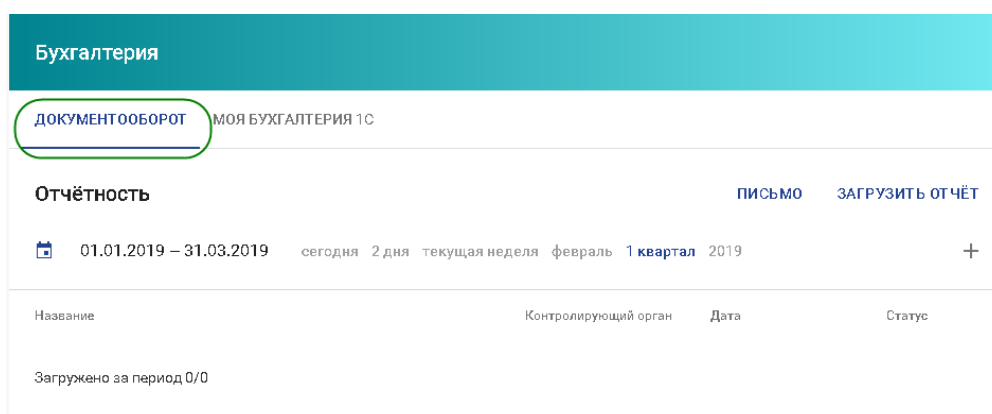 Бухгалтерия
ДОКУМЕНТООБОРОТ МОЯ БУХГАЛТЕРИЯ 1С
Отчётность ПИСЬМО ЗАГРУЗИТЬ ОТЧЁТ
01.01.2019 – 31.03.2019 сегодня 2 дня текущая неделя февраль 1 квартал 2019 +
Название Контролирующий орган Дата Статус
Загружено за период 0/0